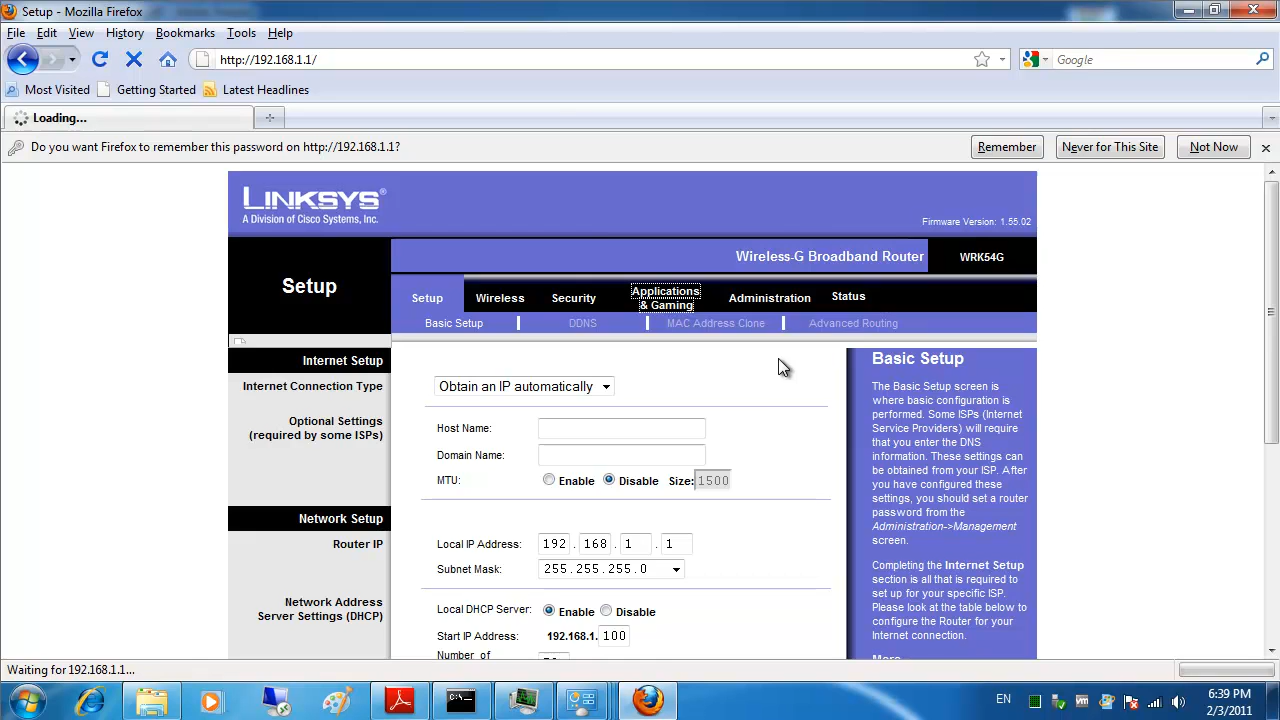 Setup - Mozilla Firefox
File Edit View History Bookmarks Tools Help
http://192.168.1.1/
Google
Most Visited Getting Started Latest Headlines
Loading...
Do you want Firefox to remember this password on http://192.168.1.1?
Remember Never for This Site Not Now
LINKSYS®
A Division of Cisco Systems, Inc.
Firmware Version: 1.55.02
Wireless-G Broadband Router WRK54G
Setup
Setup Wireless Security Applications & Gaming Administration Status
Basic Setup DDNS MAC Address Clone Advanced Routing
Internet Setup
Internet Connection Type
Obtain an IP automatically
Optional Settings
(required by some ISPs)
Host Name:
Domain Name:
MTU: Enable Disable Size: 1500
Network Setup
Router IP
Local IP Address: 192 . 168 . 1 . 1
Subnet Mask: 255.255.255.0
Network Address
Server Settings (DHCP)
Local DHCP Server: Enable Disable
Start IP Address: 192.168.1. 100
Number of
Basic Setup
The Basic Setup screen is
where basic configuration is
performed. Some ISPs (Internet
Service Providers) will require
that you enter the DNS
information. These settings can
be obtained from your ISP. After
you have configured these
settings, you should set a router
password from the
Administration->Management
screen.
Completing the Internet Setup
section is all that is required to
set up for your specific ISP.
Please look at the table below to
configure the Router for your
Internet connection.
More...
Waiting for 192.168.1.1...
EN
6:39 PM
2/3/2011